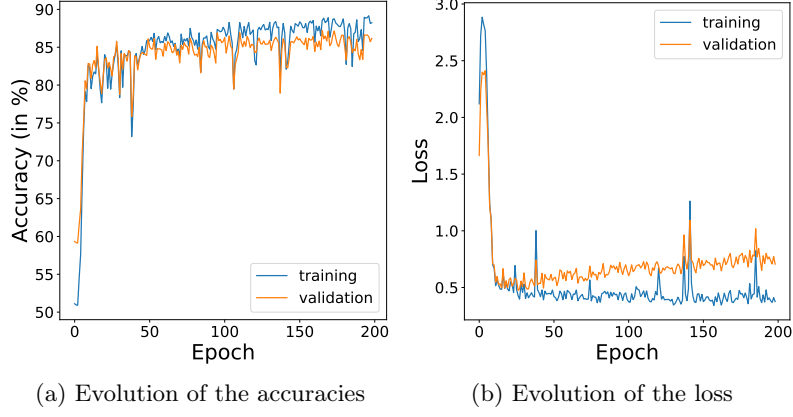 90
85
80
75
70
65
60
55
50
Accuracy (in %)
training
validation
0
50
100
150
200
Epoch
(a) Evolution of the accuracies
3.0
2.5
2.0
1.5
1.0
0.5
Loss
training
validation
0
50
100
150
200
Epoch
(b) Evolution of the loss